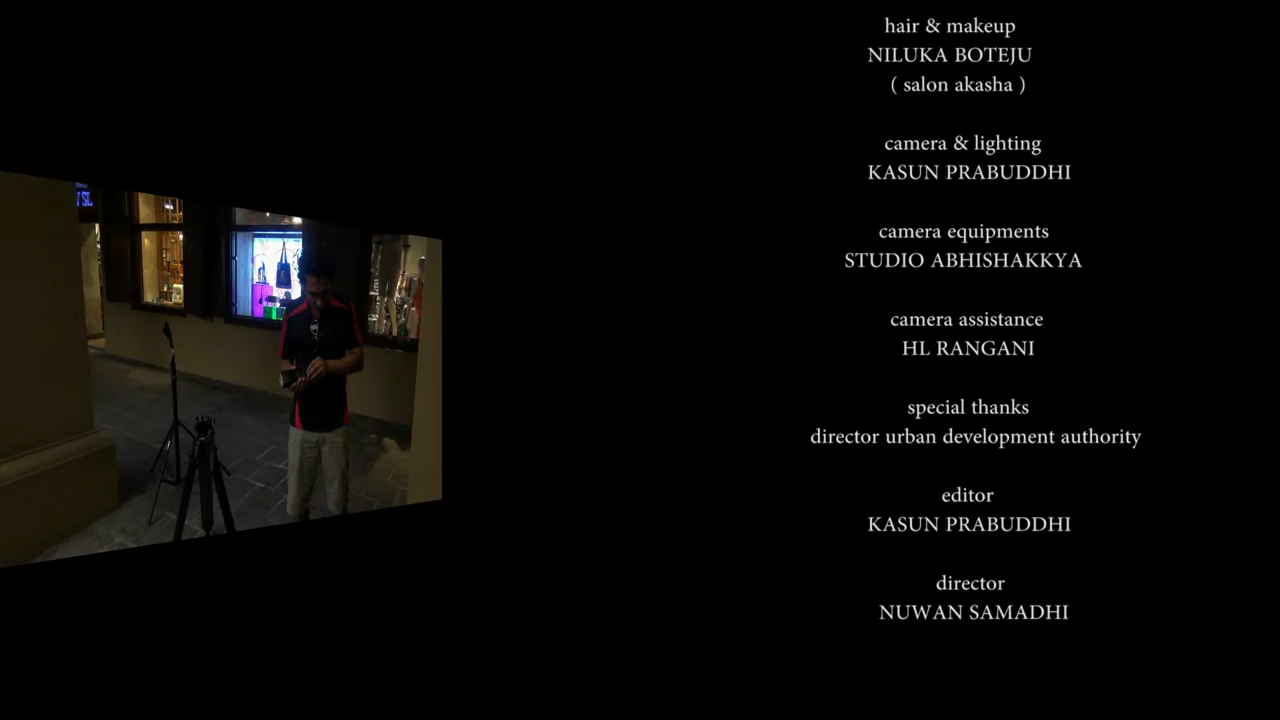 hair & makeup
NILUKA BOTEJU
( salon akasha )
camera & lighting
KASUN PRABUDDHI
camera equipments
STUDIO ABHISHAKKYA
camera assistance
HL RANGANI
special thanks
director urban development authority
editor
KASUN PRABUDDHI
director
NUWAN SAMADHI
SL